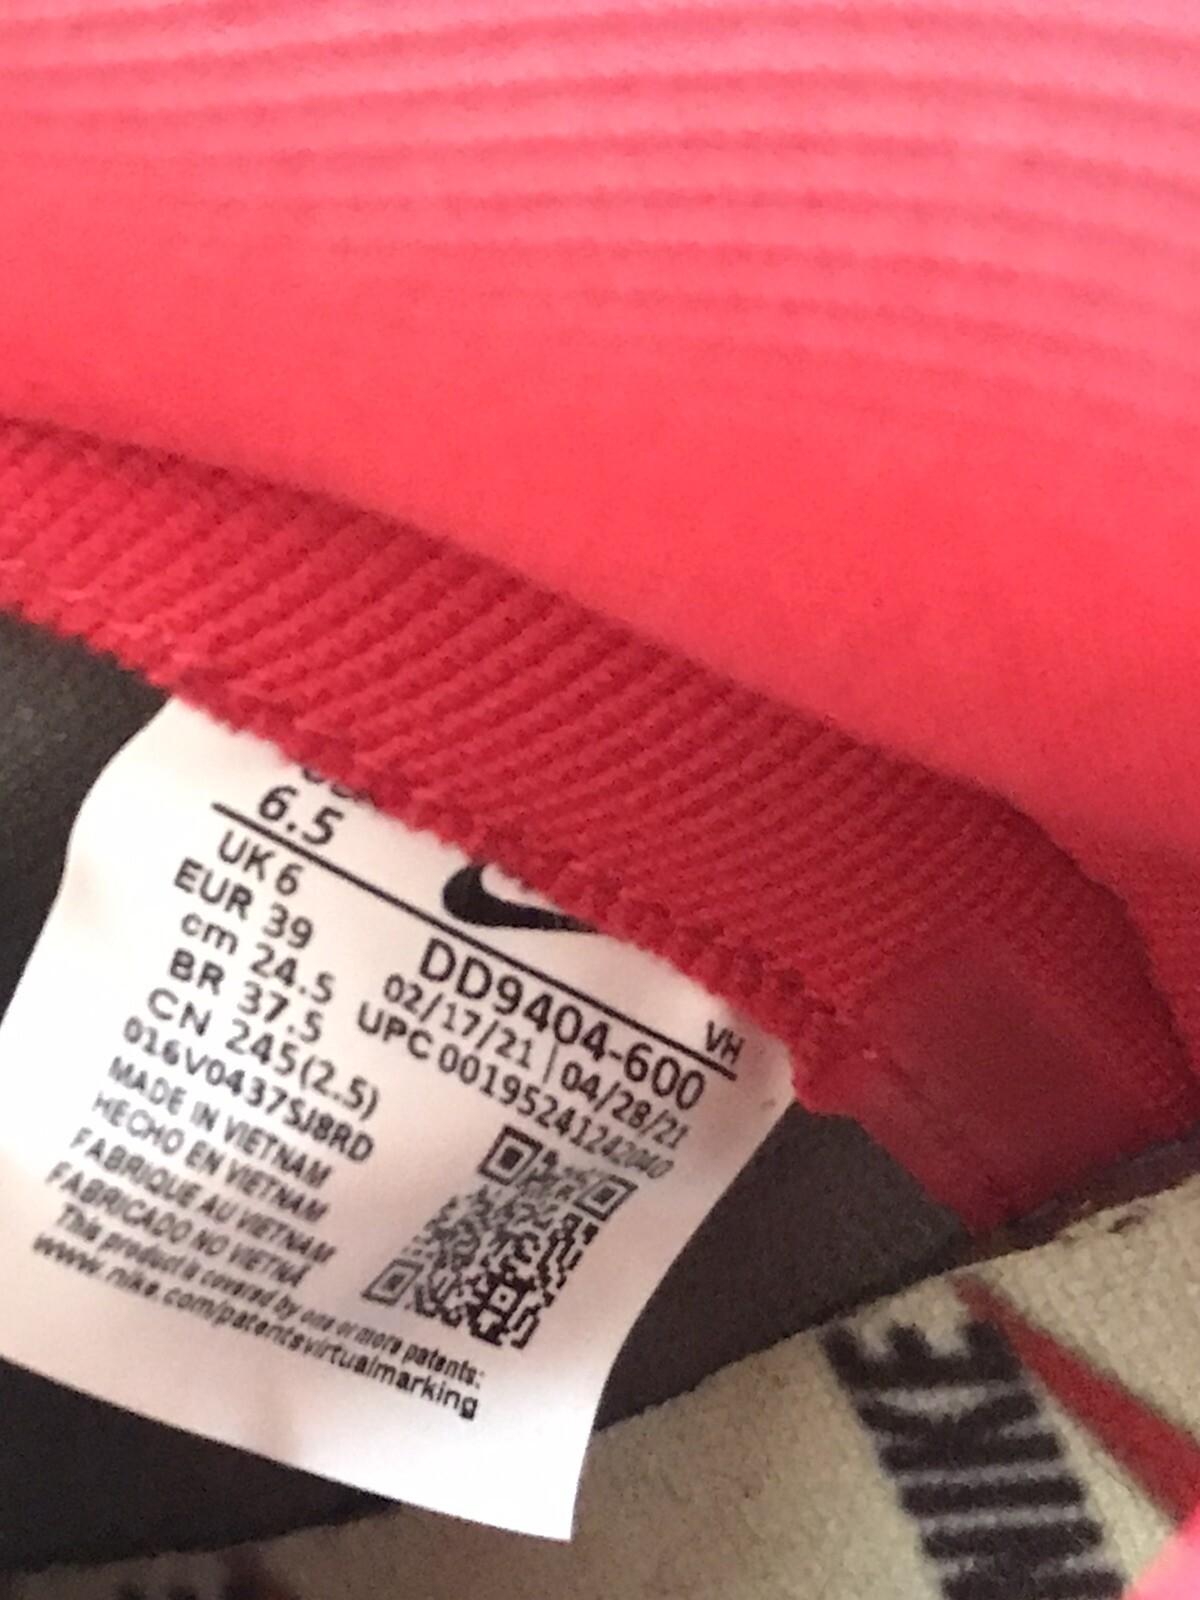 6.5
UK 6
EUR 39
cm 24.5
BR 37.5
CN 245(2.5)
016V0437SJ8RD
MADE IN VIETNAM
HECHO EN VIETNAM
FABRIQUE AU VIETNAM
FABRICADO NO VIETNÃ
This product is covered by one or more patents:
www.nike.com/patentsvirtualmarking
VH
DD9404-600
02/17/21 | 04/28/21
UPC 00195241242040
NIKE